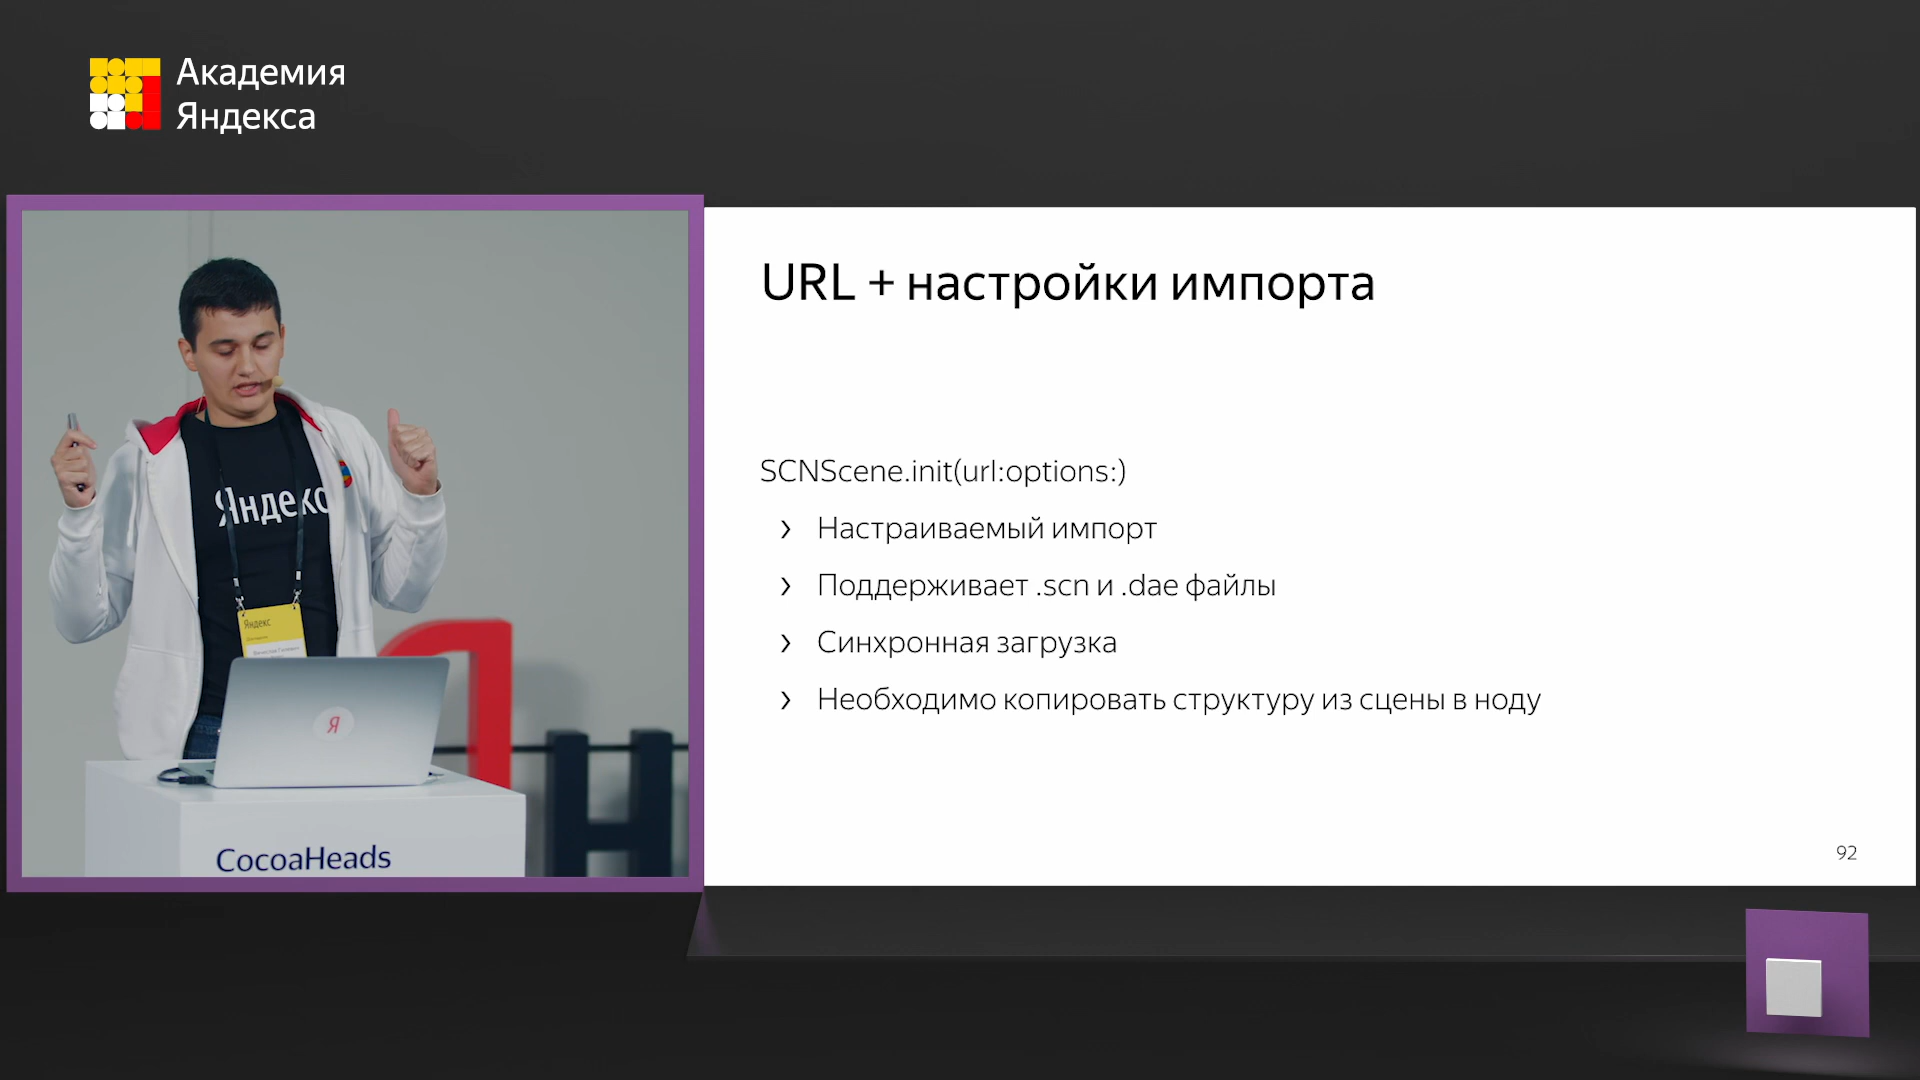 Академия
Яндекса
URL + настройки импорта
SCNScene.init(url:options:)
› Настраиваемый импорт
› Поддерживает .scn и .dae файлы
› Синхронная загрузка
› Необходимо копировать структуру из сцены в ноду
92
Яндекс
Яндекс
Я
CocoaHeads